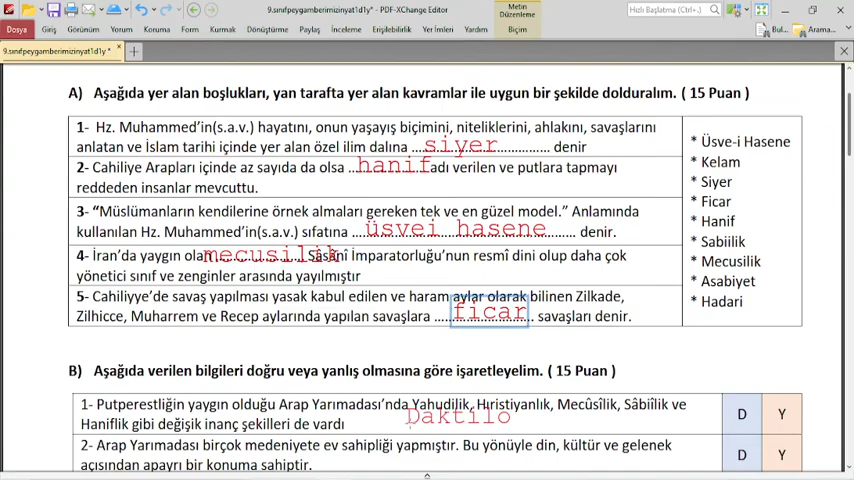 9.sınıfpeygamberimizinyat1d1y* - PDF-XChange Editor
Metin Düzenleme
Hızlı Başlatma (Ctrl+.)
Dosya Giriş Görünüm Yorum Koruma Form Kurmak Dönüştürme Paylaş İnceleme Erişilebilirlik Yer İmleri Yardım Biçim
Bul... Arama...
9.sınıfpeygamberimizinyat1d1y *
A) Aşağıda yer alan boşlukları, yan tarafta yer alan kavramlar ile uygun bir şekilde dolduralım. ( 15 Puan )
1- Hz. Muhammed’in(s.a.v.) hayatını, onun yaşayış biçimini, niteliklerini, ahlakını, savaşlarını
anlatan ve İslam tarihi içinde yer alan özel ilim dalına siyer denir
2- Cahiliye Arapları içinde az sayıda da olsa hanif adı verilen ve putlara tapmayı
reddeden insanlar mevcuttu.
3- “Müslümanların kendilerine örnek almaları gereken tek ve en güzel model.” Anlamında
kullanılan Hz. Muhammed’in(s.a.v.) sıfatına üsvei hasene denir.
4- İran’da yaygın olan mecusilik Sâsânî İmparatorluğu’nun resmî dini olup daha çok
yönetici sınıf ve zenginler arasında yayılmıştır
5- Cahiliyye’de savaş yapılması yasak kabul edilen ve haram aylar olarak bilinen Zilkade,
Zilhicce, Muharrem ve Recep aylarında yapılan savaşlara ficar savaşları denir.
* Üsve-i Hasene
* Kelam
* Siyer
* Ficar
* Hanif
* Sabiilik
* Mecusilik
* Asabiyet
* Hadari
B) Aşağıda verilen bilgileri doğru veya yanlış olmasına göre işaretleyelim. ( 15 Puan )
1- Putperestliğin yaygın olduğu Arap Yarımadası’nda Yahudilik, Hıristiyanlık, Mecûsîlik, Sâbiîlik ve
Haniflik gibi değişik inanç şekilleri de vardı
Daktilo
D Y
2- Arap Yarımadası birçok medeniyete ev sahipliği yapmıştır. Bu yönüyle din, kültür ve gelenek
açısından apayrı bir konuma sahiptir.
D Y